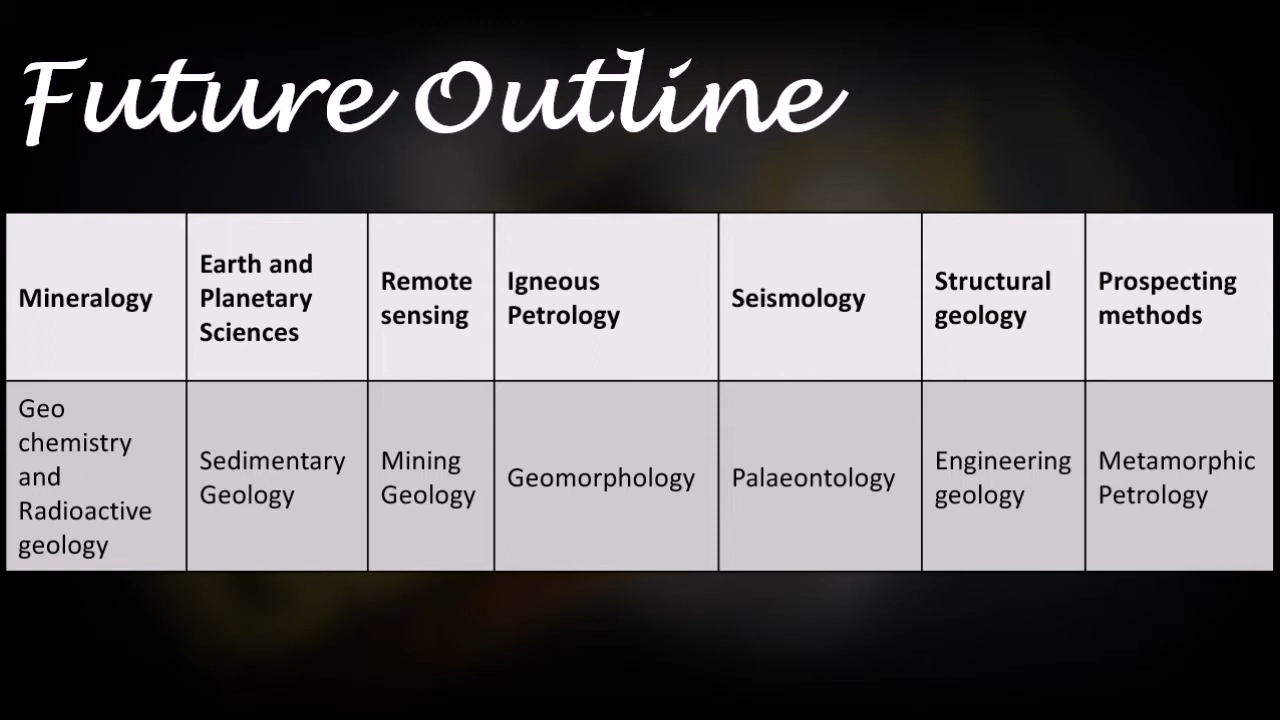 Future Outline
Mineralogy
Earth and
Planetary
Sciences
Remote
sensing
Igneous
Petrology
Seismology
Structural
geology
Prospecting
methods
Geo
chemistry
and
Radioactive
geology
Sedimentary
Geology
Mining
Geology
Geomorphology
Palaeontology
Engineering
geology
Metamorphic
Petrology